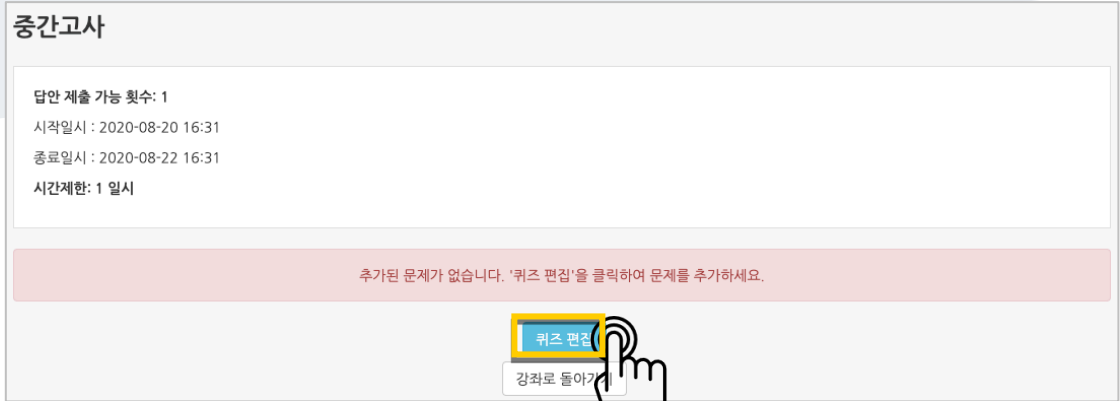 중간고사
답안 제출 가능 횟수: 1
시작일시 : 2020-08-20 16:31
종료일시 : 2020-08-22 16:31
시간제한: 1 일시
추가된 문제가 없습니다. '퀴즈 편집'을 클릭하여 문제를 추가하세요.
퀴즈 편집
강좌로 돌아가기